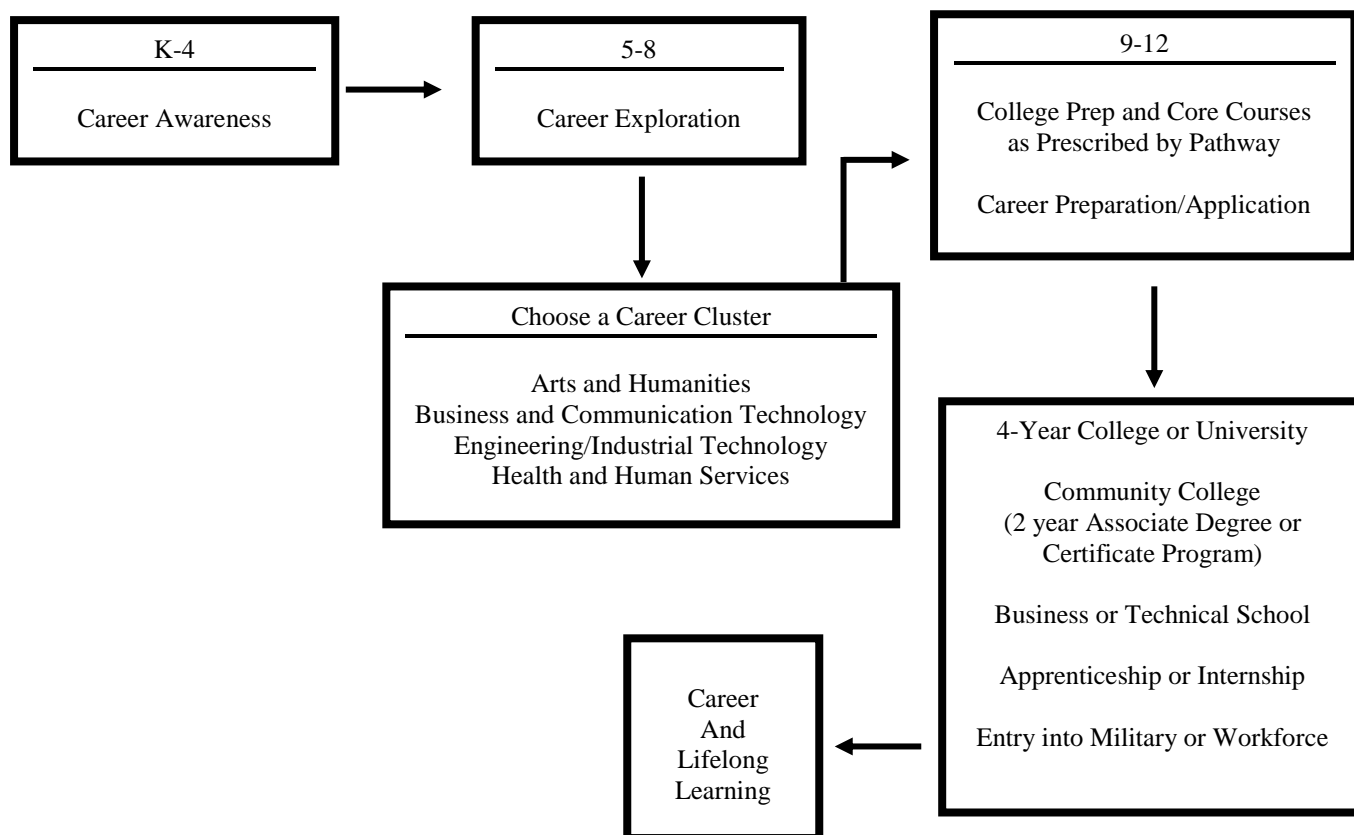 K-4
Career Awareness
5-8
Career Exploration
9-12
College Prep and Core Courses
as Prescribed by Pathway
Career Preparation/Application
Choose a Career Cluster
Arts and Humanities
Business and Communication Technology
Engineering/Industrial Technology
Health and Human Services
4-Year College or University
Community College
(2 year Associate Degree or
Certificate Program)
Business or Technical School
Apprenticeship or Internship
Entry into Military or Workforce
Career
And
Lifelong
Learning